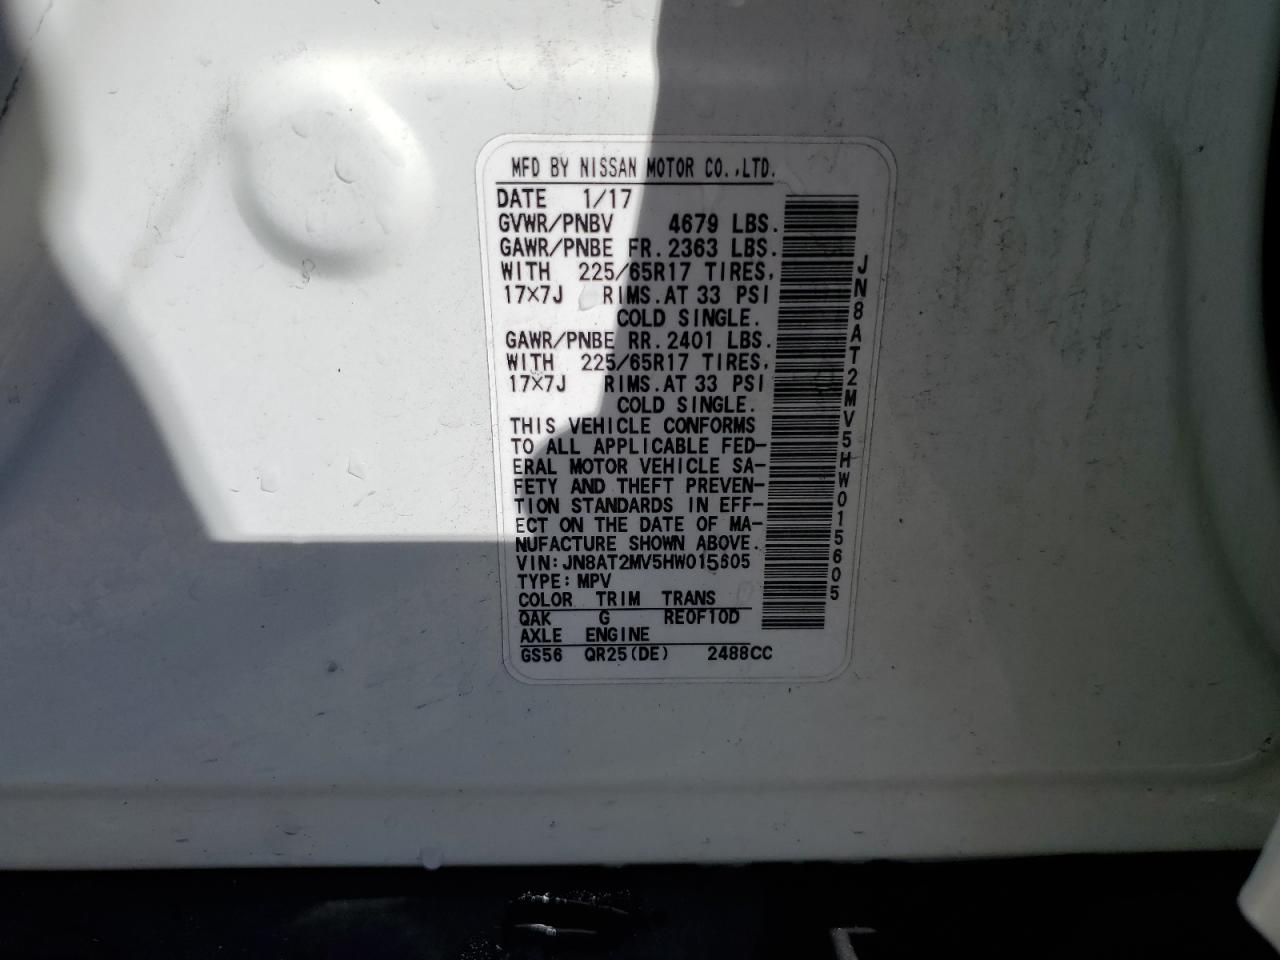 MFD BY NISSAN MOTOR CO.,LTD.
DATE 1/17
GVWR/PNBV 4679 LBS.
GAWR/PNBE FR.2363 LBS.
WITH 225/65R17 TIRES,
17×7J RIMS.AT 33 PSI
COLD SINGLE.
GAWR/PNBE RR.2401 LBS.
WITH 225/65R17 TIRES,
17×7J RIMS.AT 33 PSI
COLD SINGLE.
THIS VEHICLE CONFORMS
TO ALL APPLICABLE FED-
ERAL MOTOR VEHICLE SA-
FETY AND THEFT PREVEN-
TION STANDARDS IN EFF-
ECT ON THE DATE OF MA-
NUFACTURE SHOWN ABOVE.
VIN:JN8AT2MV5HW015605
TYPE:MPV
COLOR TRIM TRANS
QAK G RE0F10D
AXLE ENGINE
GS56 QR25(DE) 2488CC
JN8AT2MV5HW015605